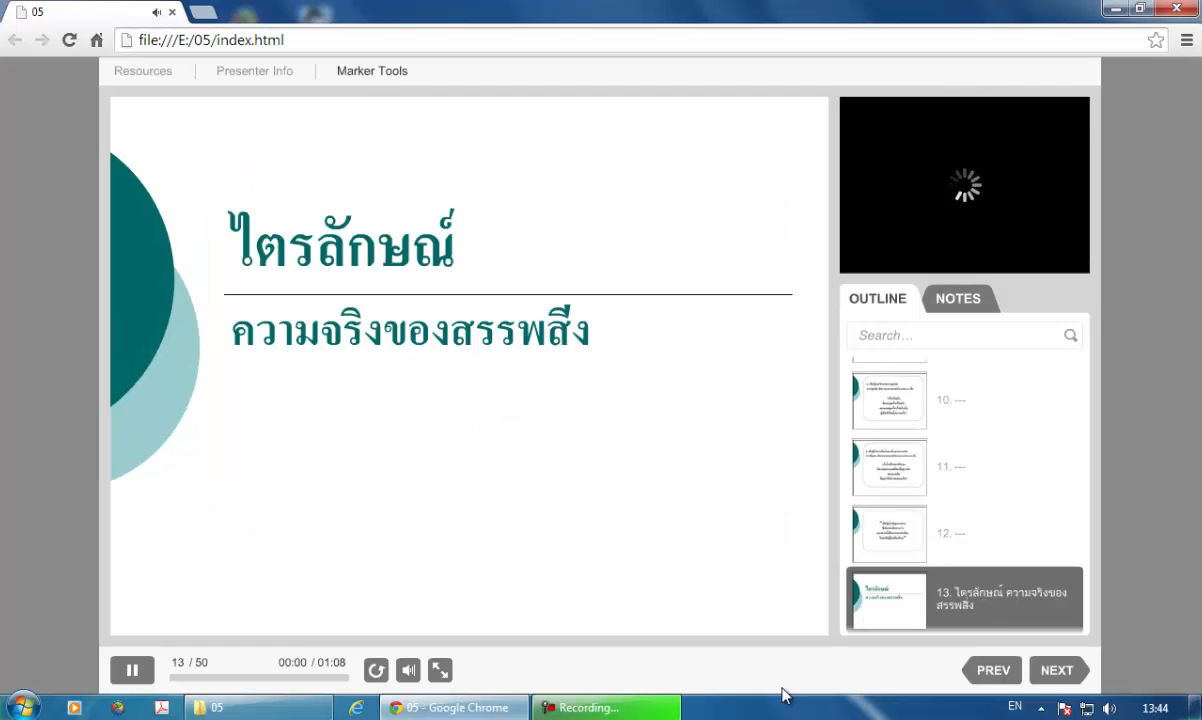 05
file:///E:/05/index.html
Resources
Presenter Info
Marker Tools
ไตรลักษณ์
ความจริงของสรรพสิ่ง
OUTLINE
NOTES
Search...
10. ---
11. ---
12. ---
13. ไตรลักษณ์ ความจริงของ
สรรพสิ่ง
13 / 50
00:00 / 01:08
PREV
NEXT
05
05 - Google Chrome
Recording...
EN
13:44